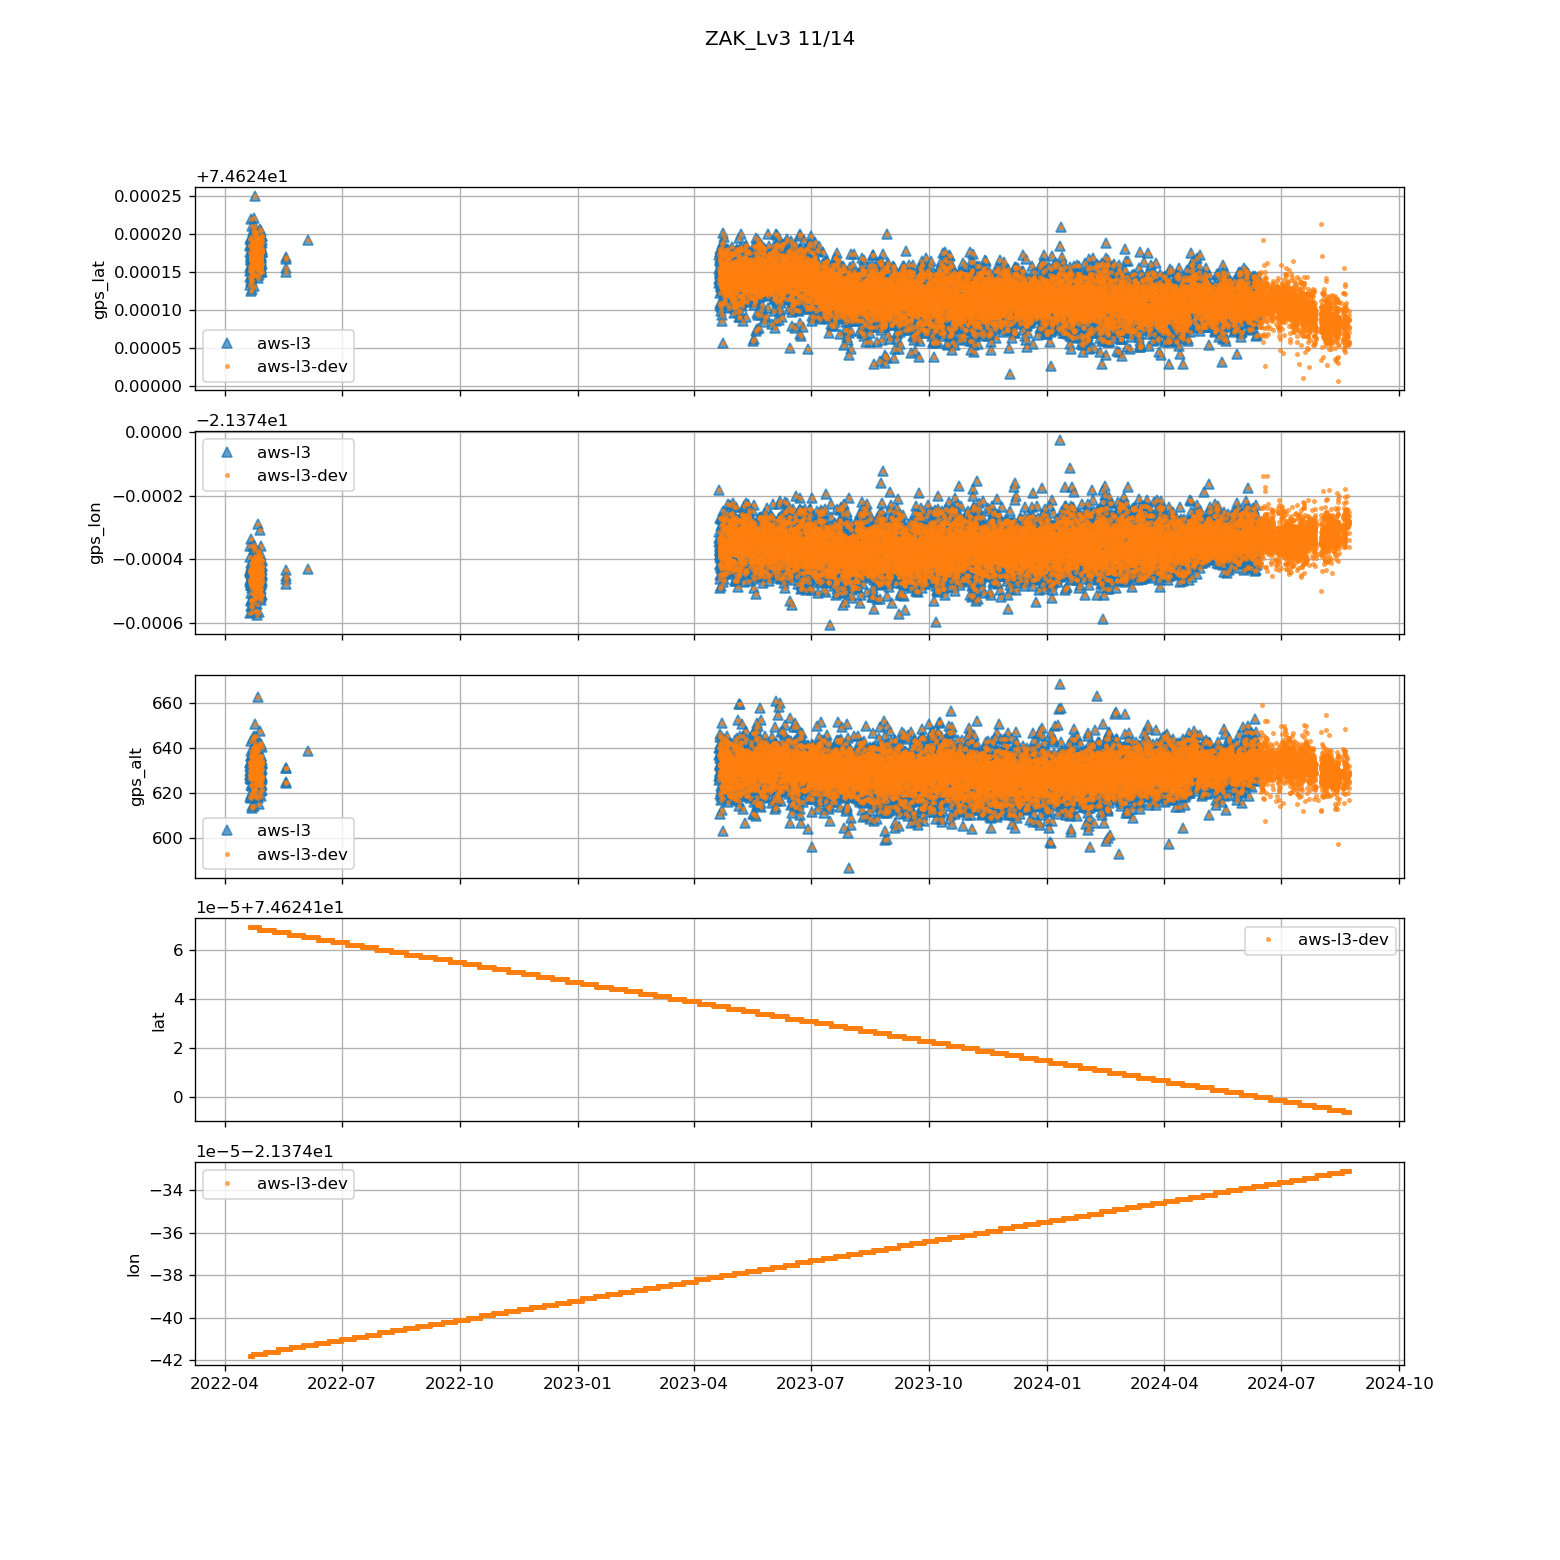 ZAK_Lv3 11/14
+7.4624e1
0.00025
0.00020
0.00015
0.00010
0.00005
0.00000
gps_lat
aws-l3
aws-l3-dev
−2.1374e1
0.0000
−0.0002
−0.0004
−0.0006
gps_lon
aws-l3
aws-l3-dev
660
640
620
600
gps_alt
aws-l3
aws-l3-dev
1e−5+7.46241e1
6
4
2
0
lat
aws-l3-dev
1e−5−2.1374e1
−34
−36
−38
−40
−42
lon
aws-l3-dev
2022-04 2022-07 2022-10 2023-01 2023-04 2023-07 2023-10 2024-01 2024-04 2024-07 2024-10